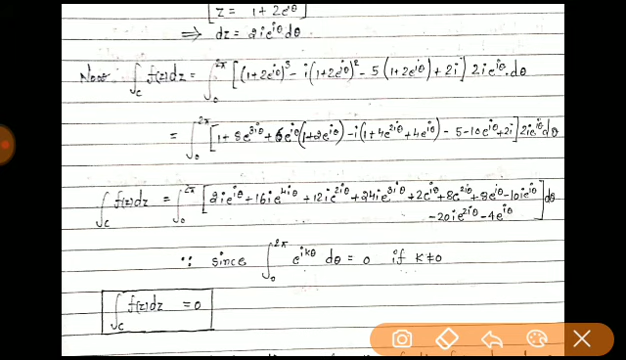 [z = 1 + 2e^{iθ}]
⇒ dz = 2ie^{iθ}dθ.
Now ∫_C f(z)dz = ∫_0^{2π} [(1+2e^{iθ})^3 - i(1+2e^{iθ})^2 - 5(1+2e^{iθ}) + 2i] 2ie^{iθ}.dθ
= ∫_0^{2π} [1 + 8e^{3iθ} + 6e^{iθ}(1+2e^{iθ}) - i(1+4e^{2iθ}+4e^{iθ}) - 5 - 10e^{iθ} + 2i] 2ie^{iθ}dθ
∫_C f(z)dz = ∫_0^{2π} [2ie^{iθ} + 16ie^{4iθ} + 12ie^{2iθ} + 24ie^{3iθ} + 2e^{iθ} + 8e^{2iθ} + 8e^{iθ} - 10ie^{iθ}
- 20ie^{2iθ} - 4e^{iθ}] dθ
∵ since ∫_0^{2π} e^{ikθ} dθ = 0 if k≠0
∫_C f(z)dz = 0